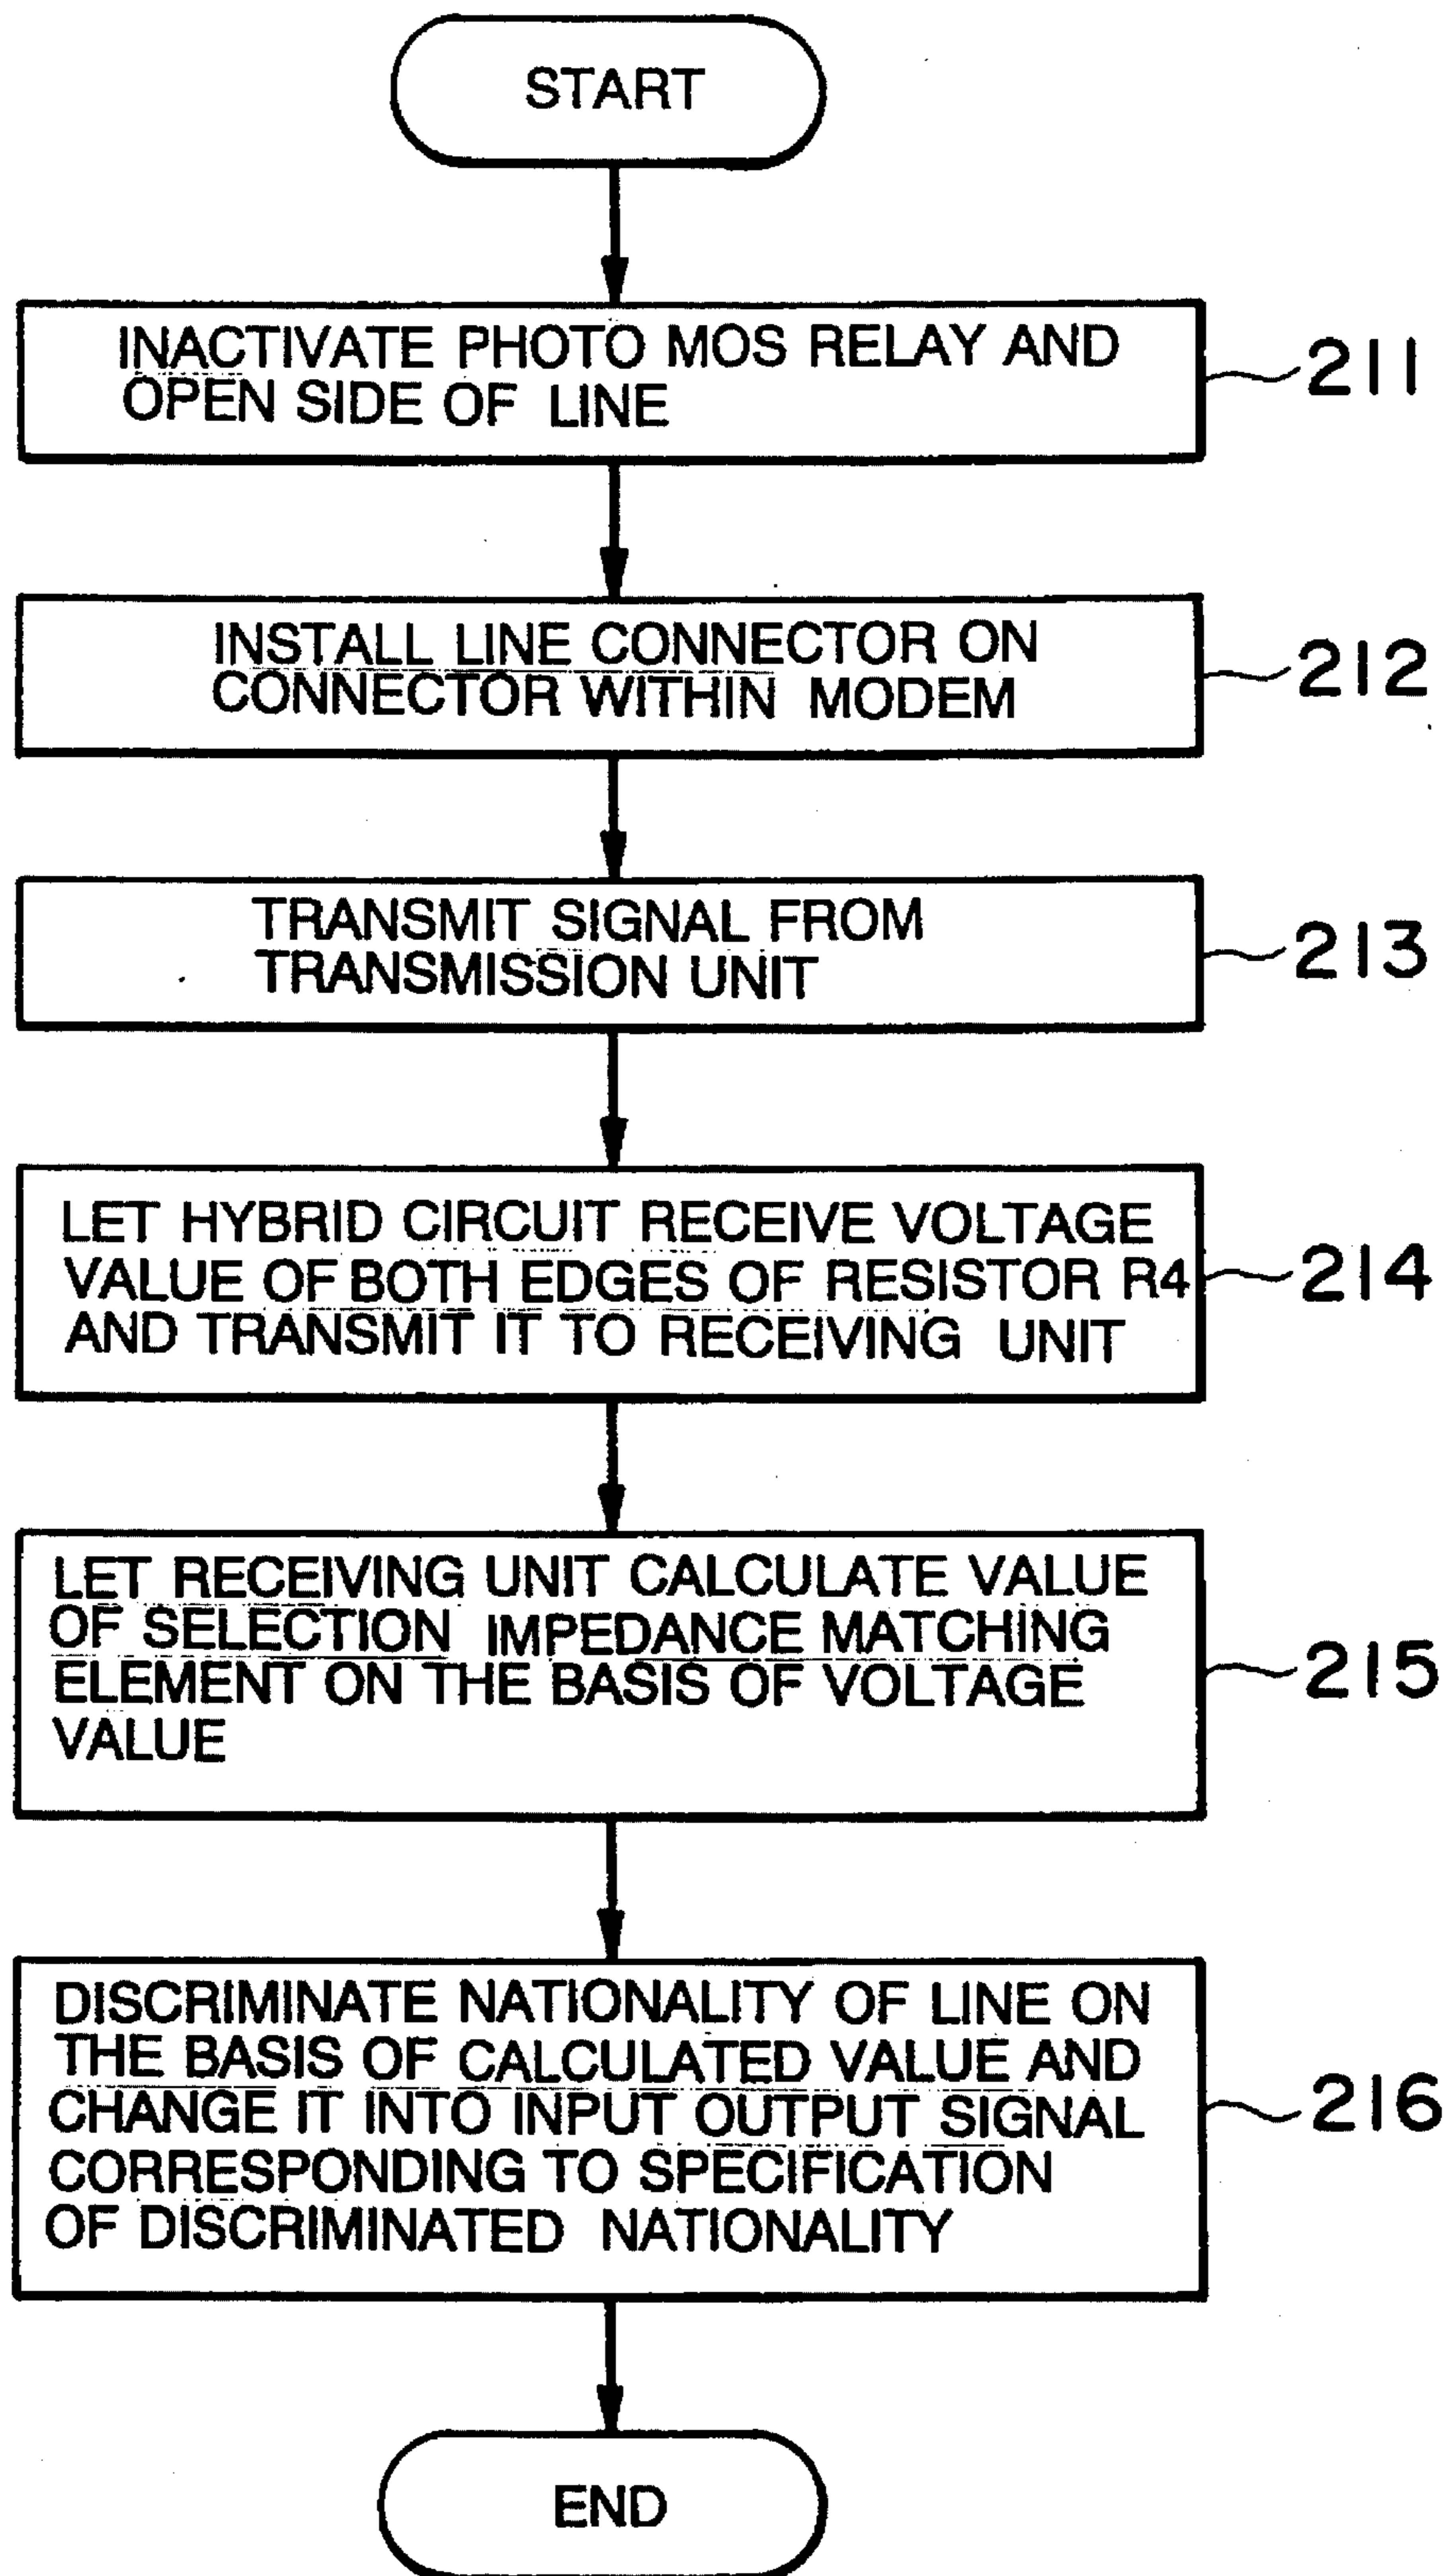 START
INACTIVATE PHOTO MOS RELAY AND
OPEN SIDE OF LINE
211
INSTALL LINE CONNECTOR ON
CONNECTOR WITHIN MODEM
212
TRANSMIT SIGNAL FROM
TRANSMISSION UNIT
213
LET HYBRID CIRCUIT RECEIVE VOLTAGE
VALUE OF BOTH EDGES OF RESISTOR R4
AND TRANSMIT IT TO RECEIVING UNIT
214
LET RECEIVING UNIT CALCULATE VALUE
OF SELECTION IMPEDANCE MATCHING
ELEMENT ON THE BASIS OF VOLTAGE
VALUE
215
DISCRIMINATE NATIONALITY OF LINE ON
THE BASIS OF CALCULATED VALUE AND
CHANGE IT INTO INPUT OUTPUT SIGNAL
CORRESPONDING TO SPECIFICATION
OF DISCRIMINATED NATIONALITY
216
END